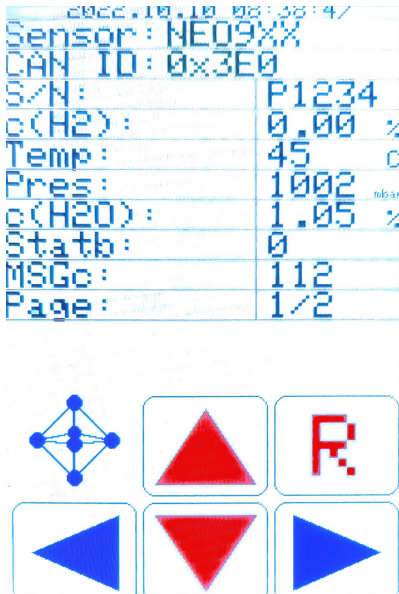 2022.10.10 08:38:47
Sensor: NEO9XX
CAN ID: 0x3E0
S/N: P1234
c(H2): 0.00 %
Temp: 45 C
Pres: 1002 mbar
c(H2O): 1.05 %
Statb: 0
MSGc: 112
Page: 1/2
R